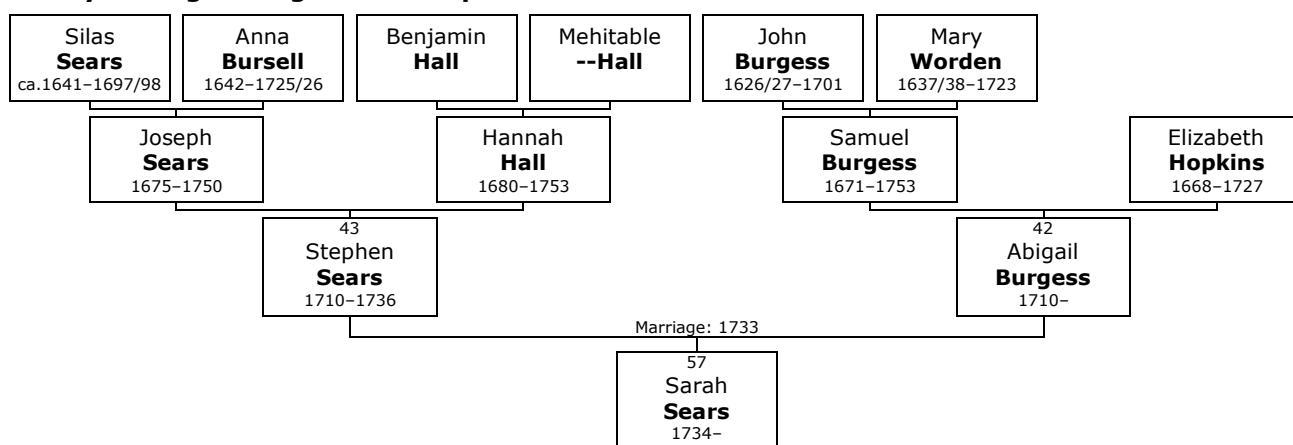 Silas
Sears
ca.1641–1697/98
Anna
Bursell
1642–1725/26
Benjamin
Hall
Mehitable
--Hall
John
Burgess
1626/27–1701
Mary
Worden
1637/38–1723
Joseph
Sears
1675–1750
Hannah
Hall
1680–1753
Samuel
Burgess
1671–1753
Elizabeth
Hopkins
1668–1727
43
Stephen
Sears
1710–1736
42
Abigail
Burgess
1710–
Marriage: 1733
57
Sarah
Sears
1734–